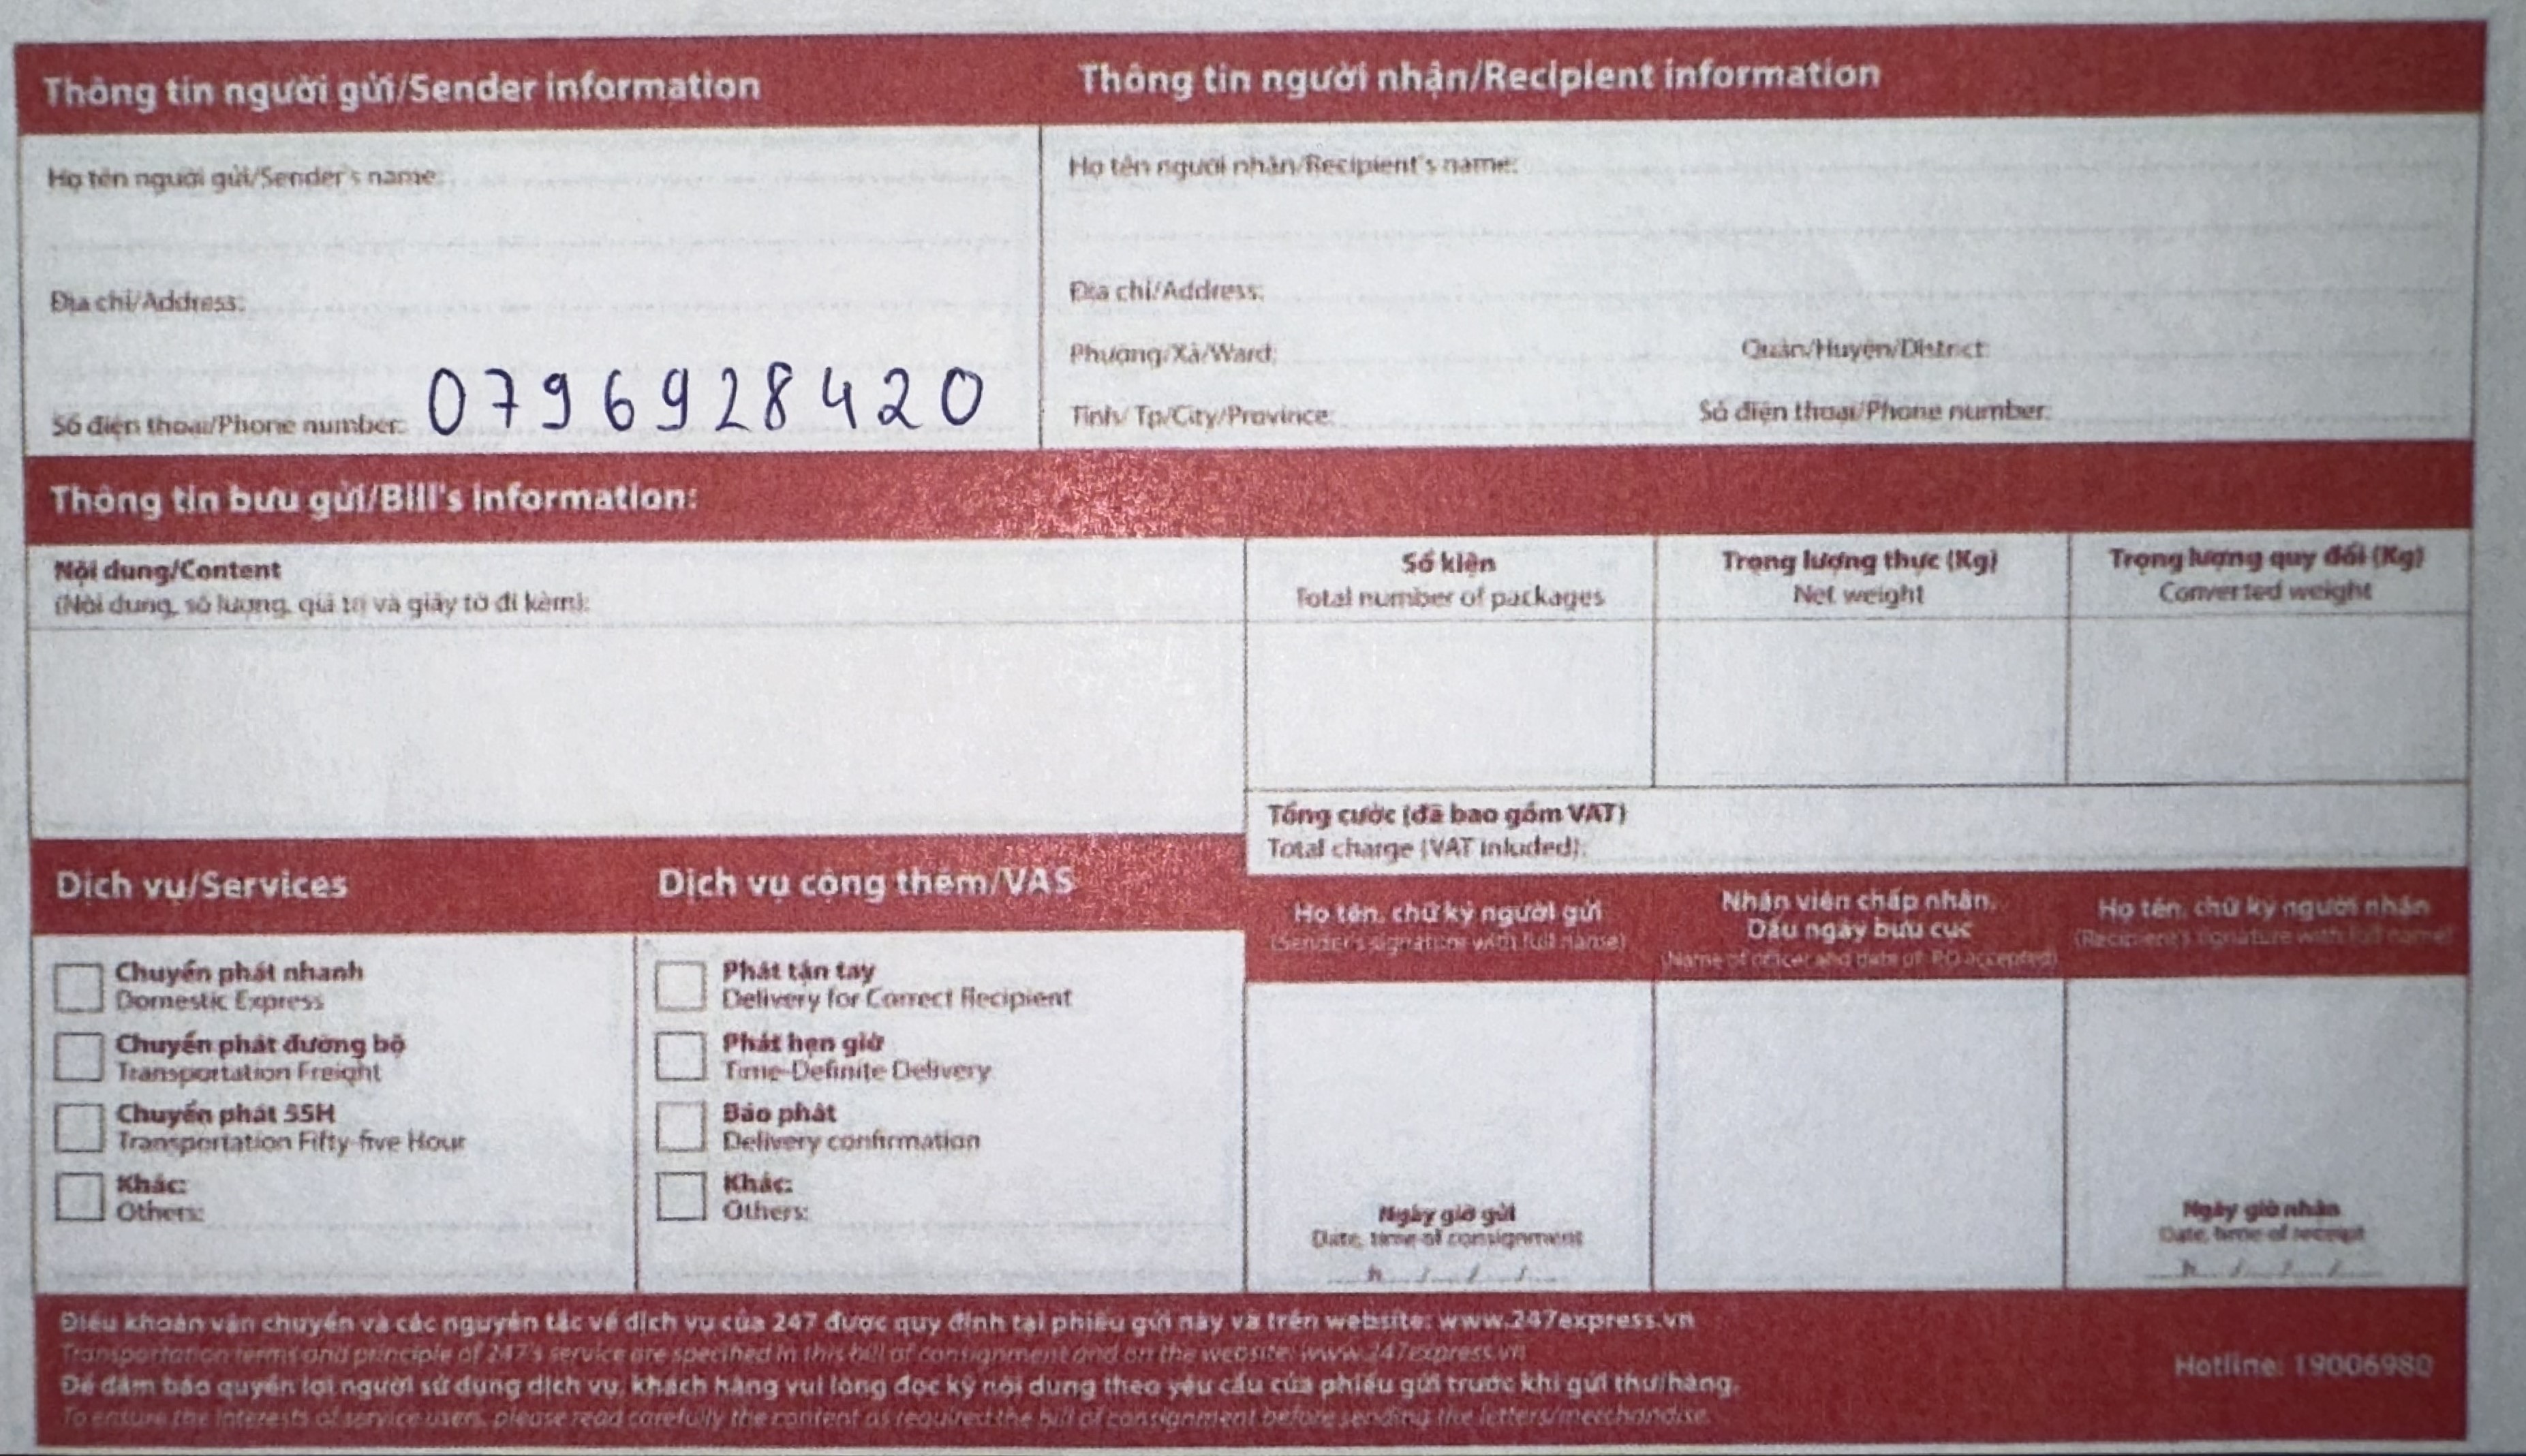 Thông tin người gửi/Sender information
Thông tin người nhận/Recipient information
Họ tên người gửi/Sender's name:
Địa chỉ/Address:
Số điện thoại/Phone number: 0796928420
Họ tên người nhận/Recipient's name:
Địa chỉ/Address:
Phường/Xã/Ward: Quận/Huyện/District:
Tỉnh/ Tp/City/Province: Số điện thoại/Phone number:
Thông tin bưu gửi/Bill's information:
Nội dung/Content
(Nội dung, số lượng, giá trị và giấy tờ đi kèm):
Số kiện
Total number of packages
Trọng lượng thực (Kg)
Net weight
Trọng lượng quy đổi (Kg)
Converted weight
Tổng cước (đã bao gồm VAT)
Total charge (VAT inluded):
Dịch vụ/Services
Chuyển phát nhanh
Domestic Express
Chuyển phát đường bộ
Transportation Freight
Chuyển phát 55H
Transportation Fifty-five Hour
Khác:
Others:
Dịch vụ cộng thêm/VAS
Phát tận tay
Delivery for Correct Recipient
Phát hẹn giờ
Time-Definite Delivery
Báo phát
Delivery confirmation
Khác:
Others:
Họ tên, chữ ký người gửi
(Sender's signature with full name)
Ngày giờ gửi
Date, time of consignment
h / / /
Nhân viên chấp nhận,
Dấu ngày bưu cục
(Name of officer and date of PO accepted)
Họ tên, chữ ký người nhận
(Recipient's signature with full name)
Ngày giờ nhận
Date, time of receipt
h / / /
Điều khoản vận chuyển và các nguyên tắc về dịch vụ của 247 được quy định tại phiếu gửi này và trên website: www.247express.vn
Transportation terms and principle of 247's service are specified in this bill of consignment and on the website: www.247express.vn
Để đảm bảo quyền lợi người sử dụng dịch vụ, khách hàng vui lòng đọc kỹ nội dung theo yêu cầu của phiếu gửi trước khi gửi thư/hàng.
To ensure the interests of service users, please read carefully the content as required the bill of consignment before sending the letters/merchandise.
Hotline: 19006980